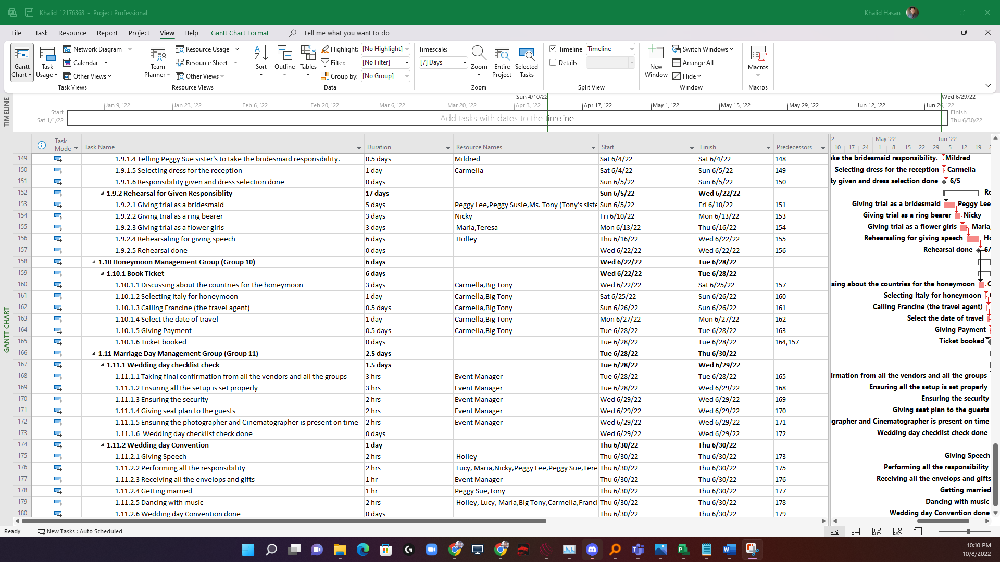 Khalid_12176368 - Project Professional
Khalid Hasan
File Task Resource Report Project View Help Gantt Chart Format Tell me what you want to do
Gantt Chart
Task Usage
Network Diagram
Calendar
Other Views
Task Views
Team Planner
Resource Usage
Resource Sheet
Other Views
Resource Views
Sort
Outline
Tables
Highlight: [No Highlight]
Filter: [No Filter]
Group by: [No Group]
Data
Timescale:
[7] Days
Zoom
Entire Project
Selected Tasks
Zoom
Timeline Timeline
Details
Split View
New Window
Switch Windows
Arrange All
Hide
Window
Macros
Macros
TIMELINE
Sun 4/10/22 Wed 6/29/22
Jan 9, '22 Jan 23, '22 Feb 6, '22 Feb 20, '22 Mar 6, '22 Mar 20, '22 Apr 3, '22 Apr 17, '22 May 1, '22 May 15, '22 May 29, '22 Jun 12, '22 Jun 26, '22
Start
Sat 1/1/22
Add tasks with dates to the timeline
Finish
Thu 6/30/22
Task Mode Task Name Duration Resource Names Start Finish Predecessors
2 May '22 Jun '22
10 17 24 1 8 15 22 29 5 12 19 2
149 1.9.1.4 Telling Peggy Sue sister's to take the bridesmaid responsibility. 0.5 days Mildred Sat 6/4/22 Sat 6/4/22 148
150 1.9.1.5 Selecting dress for the reception 1 day Carmella Sat 6/4/22 Sun 6/5/22 149
151 1.9.1.6 Responsibility given and dress selection done 0 days Sun 6/5/22 Sun 6/5/22 150
152 1.9.2 Rehearsal for Given Responsiblity 17 days Sun 6/5/22 Wed 6/22/22
153 1.9.2.1 Giving trial as a bridesmaid 5 days Peggy Lee,Peggy Susie,Ms. Tony (Tony's siste Sun 6/5/22 Fri 6/10/22 151
154 1.9.2.2 Giving trial as a ring bearer 3 days Nicky Fri 6/10/22 Mon 6/13/22 153
155 1.9.2.3 Giving trial as a flower girls 3 days Maria,Teresa Mon 6/13/22 Thu 6/16/22 154
156 1.9.2.4 Rehearsaling for giving speech 6 days Holley Thu 6/16/22 Wed 6/22/22 155
157 1.9.2.5 Rehearsal done 0 days Wed 6/22/22 Wed 6/22/22 156
158 1.10 Honeymoon Management Group (Group 10) 6 days Wed 6/22/22 Tue 6/28/22
159 1.10.1 Book Ticket 6 days Wed 6/22/22 Tue 6/28/22
160 1.10.1.1 Discussing about the countries for the honeymoon 3 days Carmella,Big Tony Wed 6/22/22 Sat 6/25/22 157
161 1.10.1.2 Selecting Italy for honeymoon 1 day Carmella,Big Tony Sat 6/25/22 Sun 6/26/22 160
162 1.10.1.3 Calling Francine (the travel agent) 0.5 days Carmella,Big Tony Sun 6/26/22 Sun 6/26/22 161
163 1.10.1.4 Select the date of travel 1 day Carmella,Big Tony Mon 6/27/22 Mon 6/27/22 162
164 1.10.1.5 Giving Payment 0.5 days Carmella,Big Tony Tue 6/28/22 Tue 6/28/22 163
165 1.10.1.6 Ticket booked 0 days Tue 6/28/22 Tue 6/28/22 164,157
166 1.11 Marriage Day Management Group (Group 11) 2.5 days Tue 6/28/22 Thu 6/30/22
167 1.11.1 Wedding day checklist check 1.5 days Tue 6/28/22 Wed 6/29/22
168 1.11.1.1 Taking final confirmation from all the vendors and all the groups 3 hrs Event Manager Tue 6/28/22 Tue 6/28/22 165
169 1.11.1.2 Ensuring all the setup is set properly 3 hrs Event Manager Tue 6/28/22 Wed 6/29/22 168
170 1.11.1.3 Ensuring the security 2 hrs Event Manager Wed 6/29/22 Wed 6/29/22 169
171 1.11.1.4 Giving seat plan to the guests 2 hrs Event Manager Wed 6/29/22 Wed 6/29/22 170
172 1.11.1.5 Ensuring the photographer and Cinematographer is present on time 2 hrs Event Manager Wed 6/29/22 Wed 6/29/22 171
173 1.11.1.6 Wedding day checklist check done 0 days Wed 6/29/22 Wed 6/29/22 172
174 1.11.2 Wedding day Convention 1 day Thu 6/30/22 Thu 6/30/22
175 1.11.2.1 Giving Speech 2 hrs Holley Thu 6/30/22 Thu 6/30/22 173
176 1.11.2.2 Performing all the responsibility 2 hrs Lucy, Maria,Nicky,Peggy Lee,Peggy Sue,Tere Thu 6/30/22 Thu 6/30/22 175
177 1.11.2.3 Receiving all the envelops and gifts 1 hr Event Manager Thu 6/30/22 Thu 6/30/22 176
178 1.11.2.4 Getting married 1 hr Peggy Sue,Tony Thu 6/30/22 Thu 6/30/22 177
179 1.11.2.5 Dancing with music 2 hrs Holley, Lucy, Maria,Big Tony,Carmella,Franci Thu 6/30/22 Thu 6/30/22 178
180 1.11.2.6 Wedding day Convention done 0 days Thu 6/30/22 Thu 6/30/22 179
GANTT CHART
ke the bridesmaid responsibility. Mildred
Selecting dress for the reception Carmella
ty given and dress selection done 6/5
Re
Giving trial as a bridesmaid Peggy Lee,
Giving trial as a ring bearer Nicky
Giving trial as a flower girls Maria,
Rehearsaling for giving speech Ho
Rehearsal done 6/
sing about the countries for the honeymoon C
Selecting Italy for honeymoon
Calling Francine (the travel agent)
Select the date of travel
Giving Payment
Ticket booked
irmation from all the vendors and all the groups
Ensuring all the setup is set properly
Ensuring the security
Giving seat plan to the guests
ographer and Cinematographer is present on time
Wedding day checklist check done
Giving Speech
Performing all the responsibility
Receiving all the envelops and gifts
Getting married
Dancing with music
Wedding day Convention done
Ready New Tasks : Auto Scheduled
10:10 PM
10/8/2022